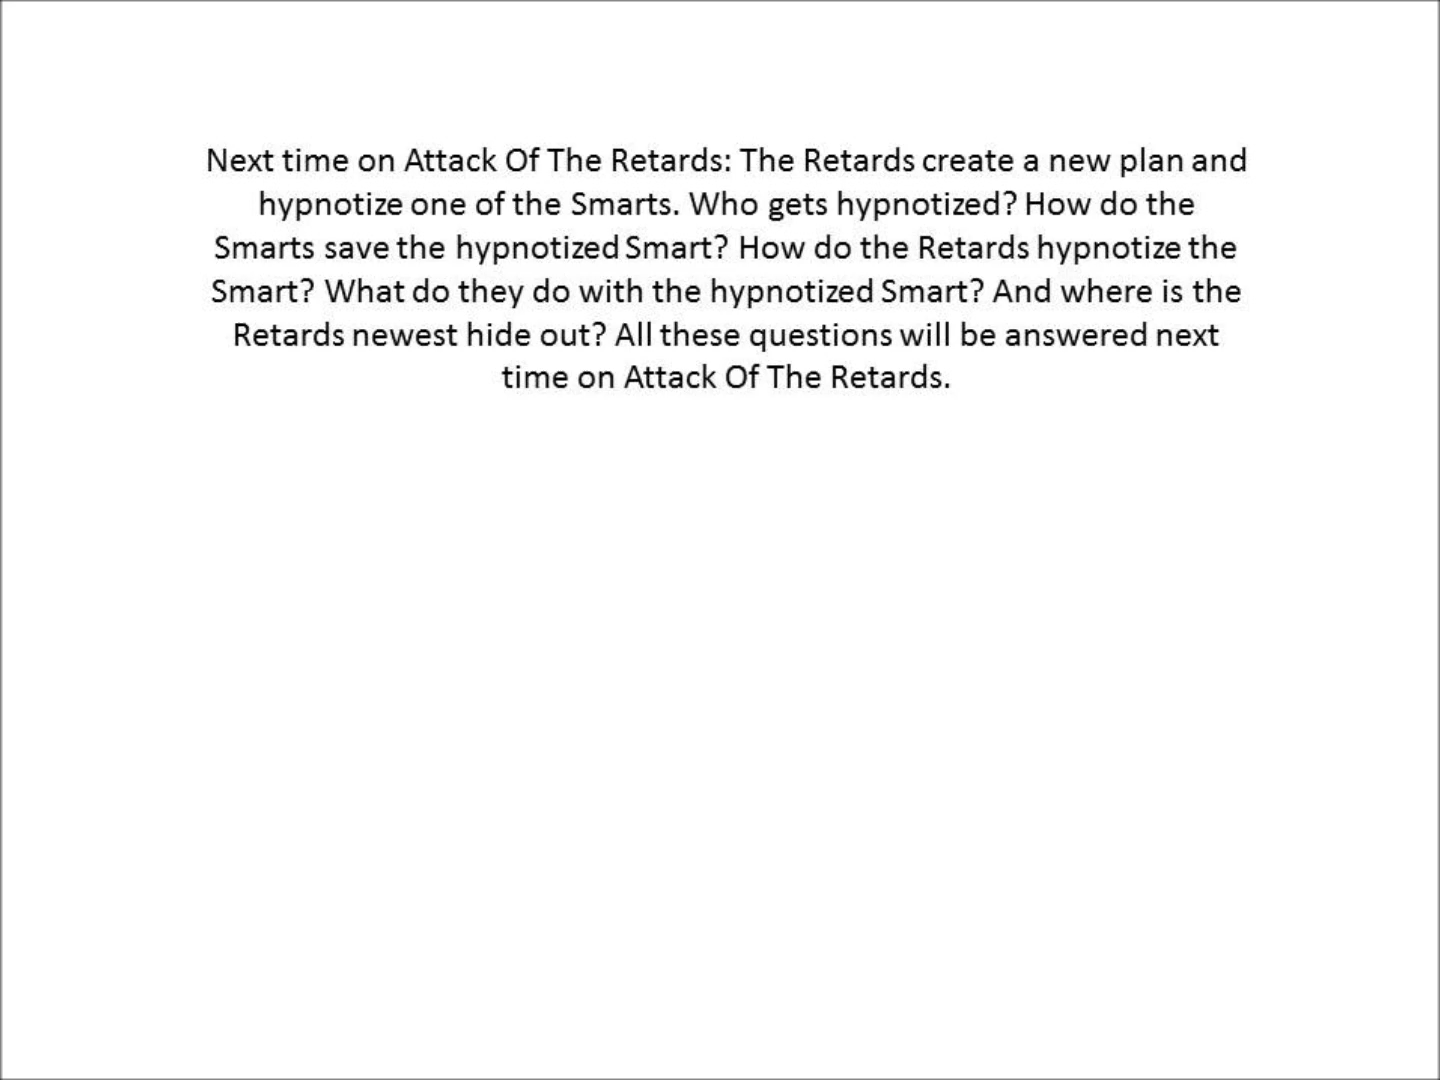 Next time on Attack Of The Retards: The Retards create a new plan and
hypnotize one of the Smarts. Who gets hypnotized? How do the
Smarts save the hypnotized Smart? How do the Retards hypnotize the
Smart? What do they do with the hypnotized Smart? And where is the
Retards newest hide out? All these questions will be answered next
time on Attack Of The Retards.